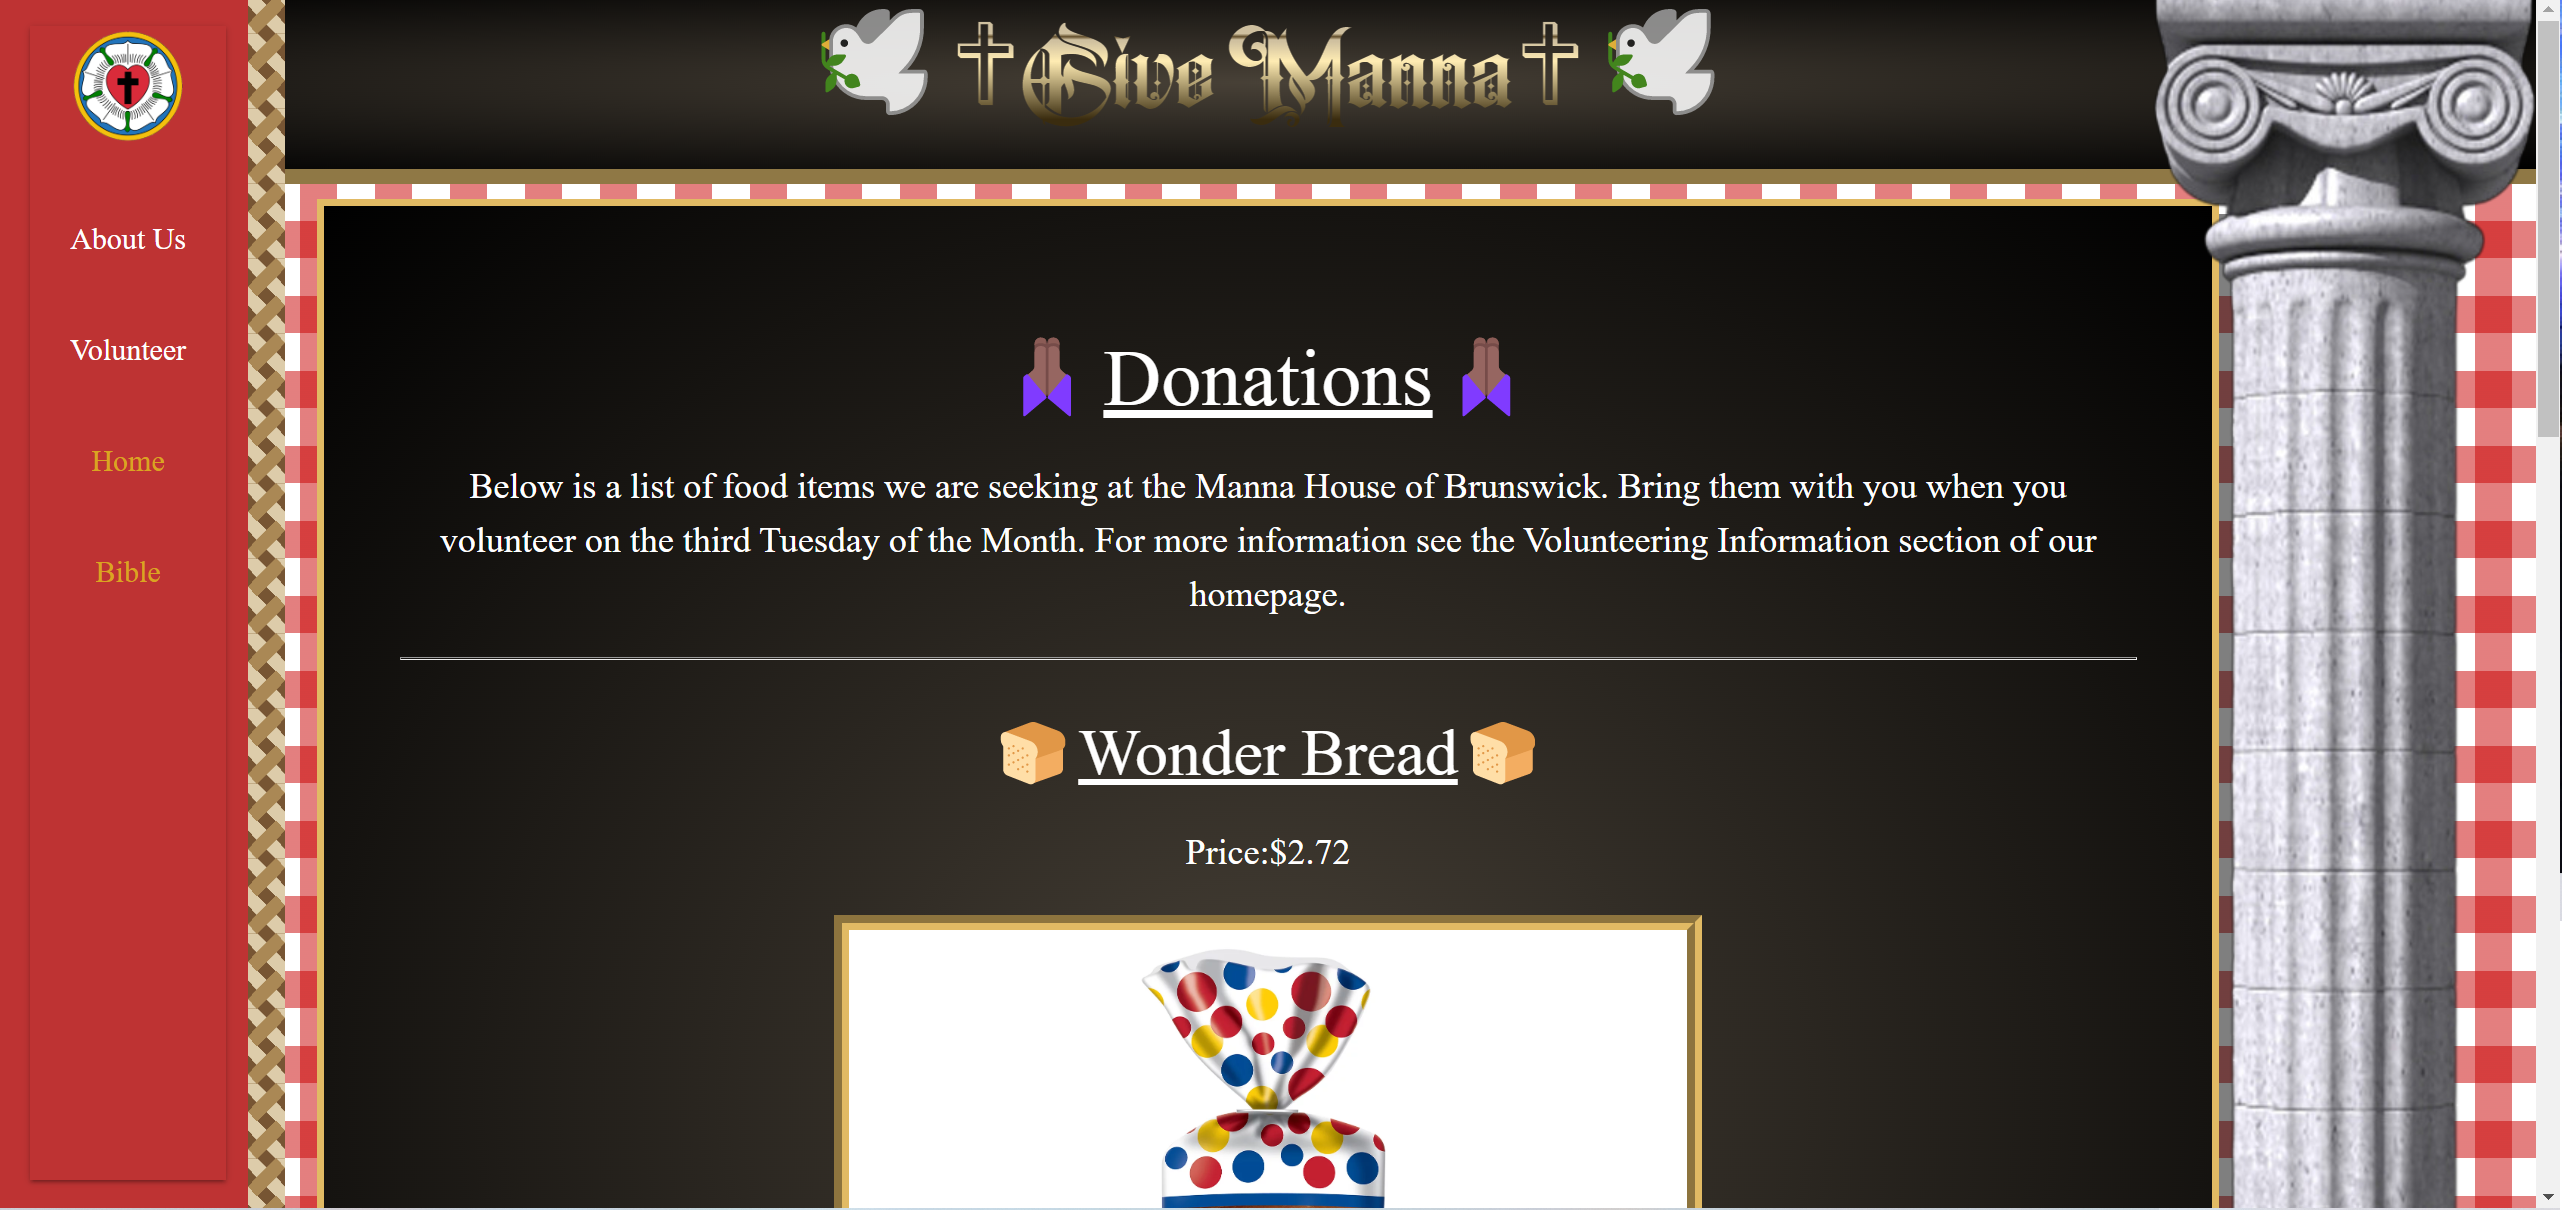 †Give Manna†
About Us
Volunteer
Home
Bible
Donations
Below is a list of food items we are seeking at the Manna House of Brunswick. Bring them with you when you
volunteer on the third Tuesday of the Month. For more information see the Volunteering Information section of our
homepage.
Wonder Bread
Price:$2.72